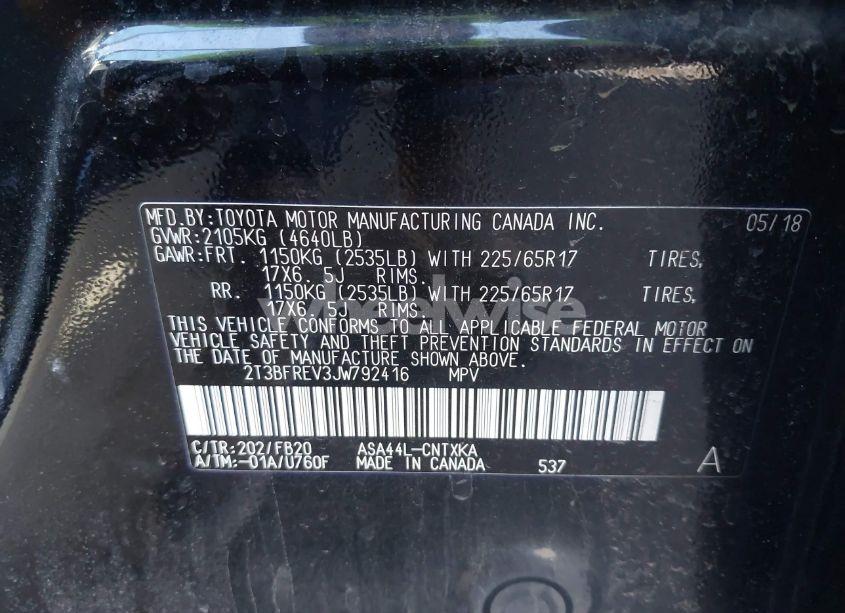 MFD.BY:TOYOTA MOTOR MANUFACTURING CANADA INC. 05/18
GVWR:2105KG (4640LB)
GAWR:FRT. 1150KG (2535LB) WITH 225/65R17 TIRES,
17X6.5J RIMS.
RR. 1150KG (2535LB) WITH 225/65R17 TIRES,
17X6.5J RIMS.
wheelwise
THIS VEHICLE CONFORMS TO ALL APPLICABLE FEDERAL MOTOR
VEHICLE SAFETY AND THEFT PREVENTION STANDARDS IN EFFECT ON
THE DATE OF MANUFACTURE SHOWN ABOVE.
2T3BFREV3JW792416 MPV
C/TR:202/FB20 ASA44L-CNTXKA
A/TM:-01A/U760F MADE IN CANADA 537 A